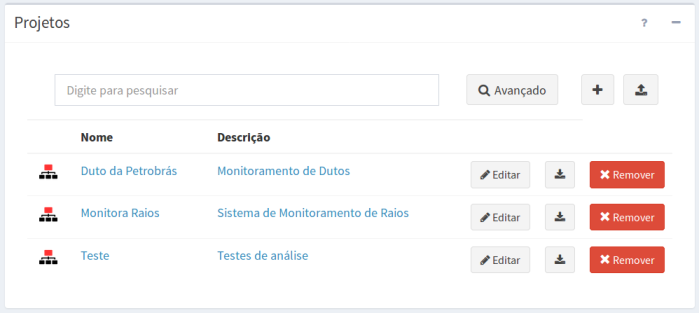 Projetos ? −
Digite para pesquisar Avançado
Nome Descrição
Duto da Petrobrás Monitoramento de Dutos Editar Remover
Monitora Raios Sistema de Monitoramento de Raios Editar Remover
Teste Testes de análise Editar Remover